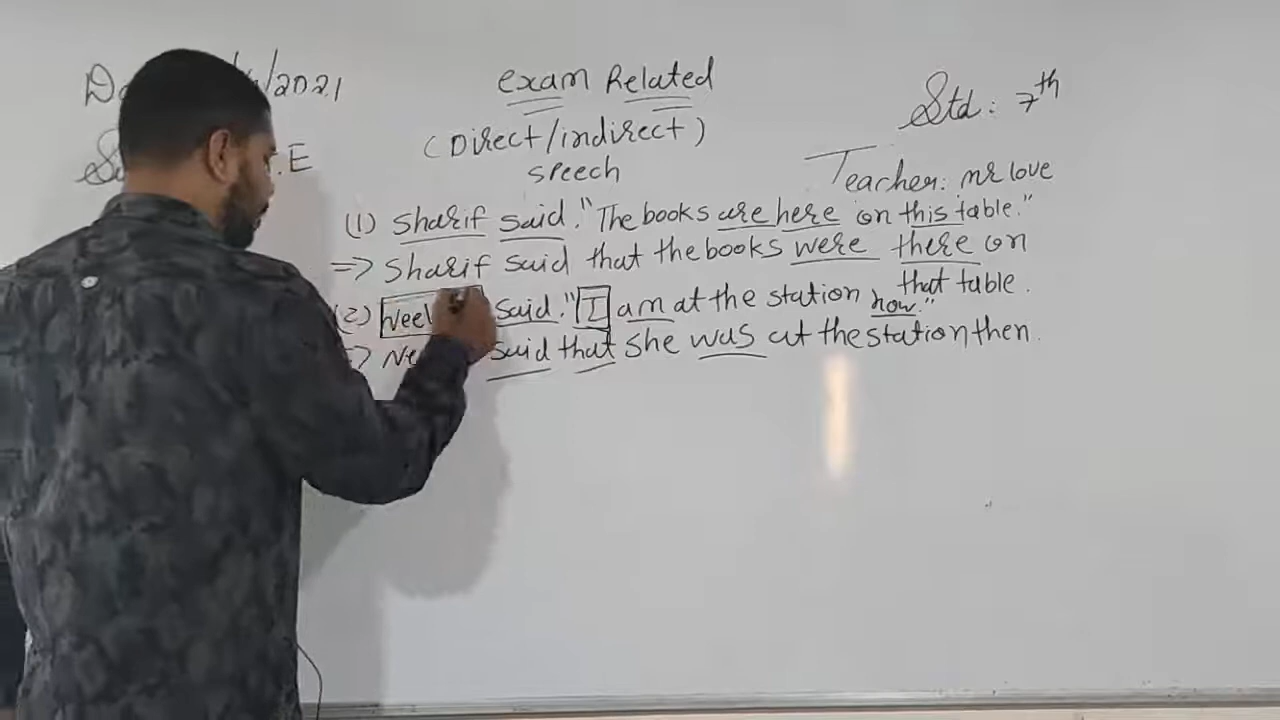 /2021
exam Related
Std: 7th
(Direct/indirect)
speech
.E
Teacher: mr love
(1) Sharif said."The books are here on this table."
=> Sharif said that the books were there on
that table.
(2) said."I am at the station now."
=> said that she was at the station then.